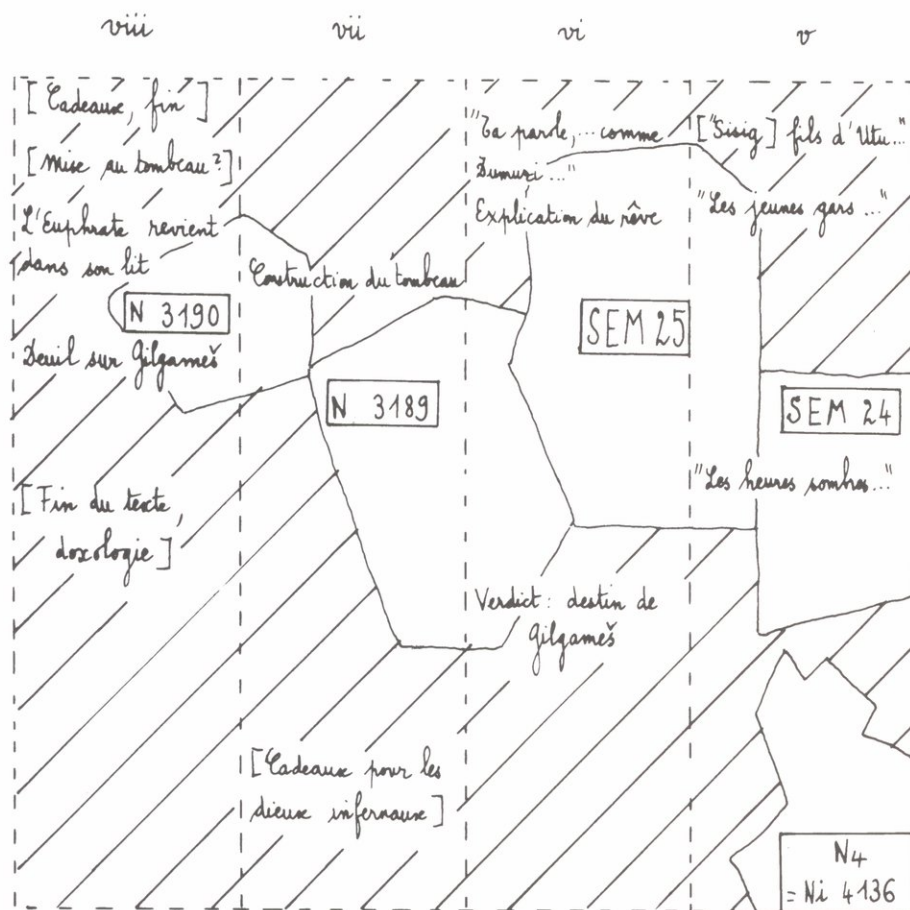 viii vii vi v
[Cadeaux, fin]
[Mise au tombeau?]
L'Euphrate revient
dans son lit
N 3190
Deuil sur Gilgameš
[Fin du texte,
doxologie]
Construction du tombeau
N 3189
[Cadeaux pour les
dieux infernaux]
"Ta parole,... comme
Dumuzi..."
Explication du rêve
SEM 25
Verdict: destin de
Gilgameš
["Sisig] fils d'Utu..."
"Les jeunes gars..."
SEM 24
"Les heures sombres..."
N4
=Ni 4136